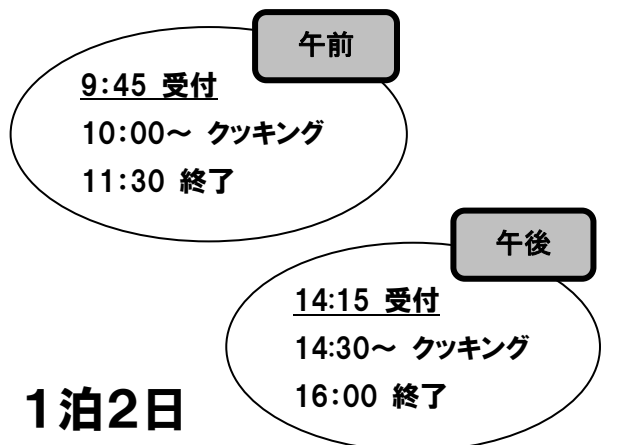 午前
9:45 受付
10:00~ クッキング
11:30 終了
午後
14:15 受付
14:30~ クッキング
16:00 終了
1泊2日